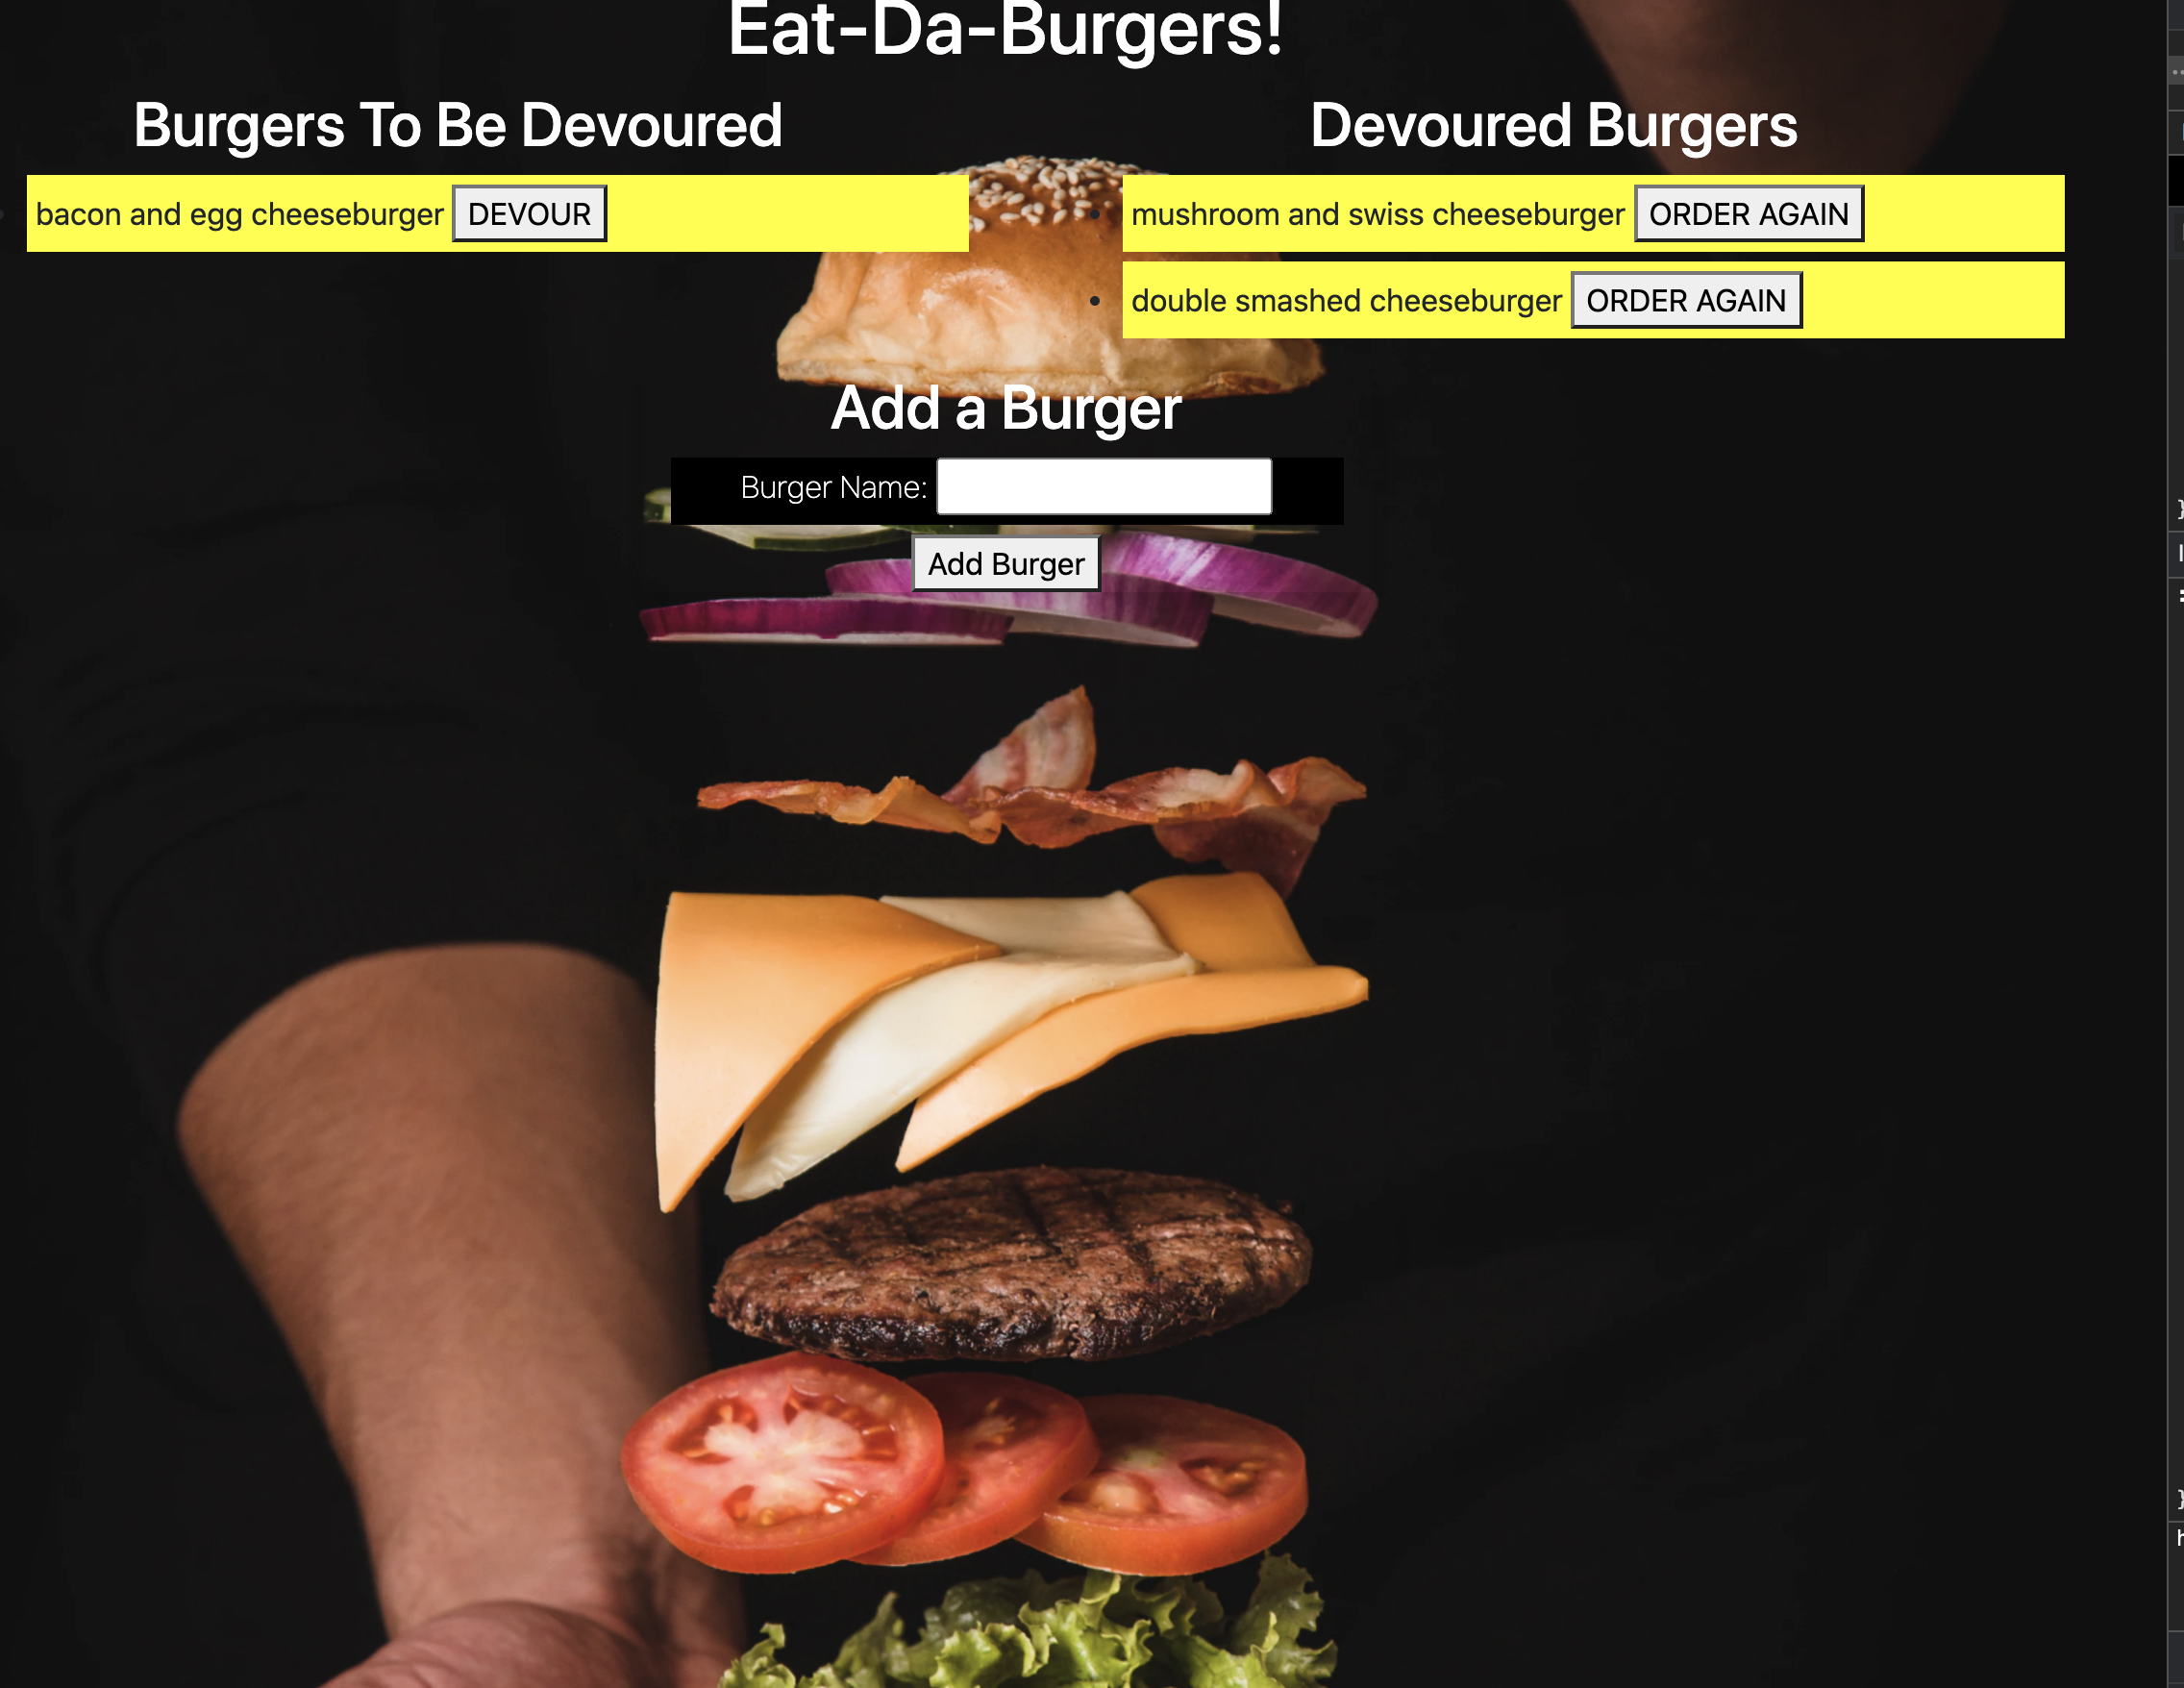 Eat-Da-Burgers!
Burgers To Be Devoured
bacon and egg cheeseburger DEVOUR
Devoured Burgers
mushroom and swiss cheeseburger ORDER AGAIN
double smashed cheeseburger ORDER AGAIN
Add a Burger
Burger Name:
Add Burger